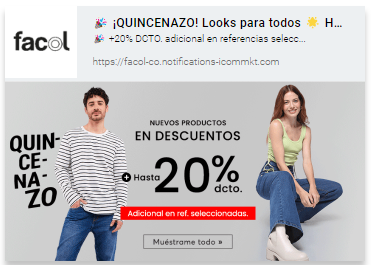 facol
🎉 ¡QUINCENAZO! Looks para todos 🌟 H...
🎉 +20% DCTO. adicional en referencias selecc...
https://facol-co.notifications-icommkt.com
QUIN-
CE-
NA-
ZO
NUEVOS PRODUCTOS
EN DESCUENTOS
+ Hasta 20% dcto.
Adicional en ref. seleccionadas.
Muéstrame todo »